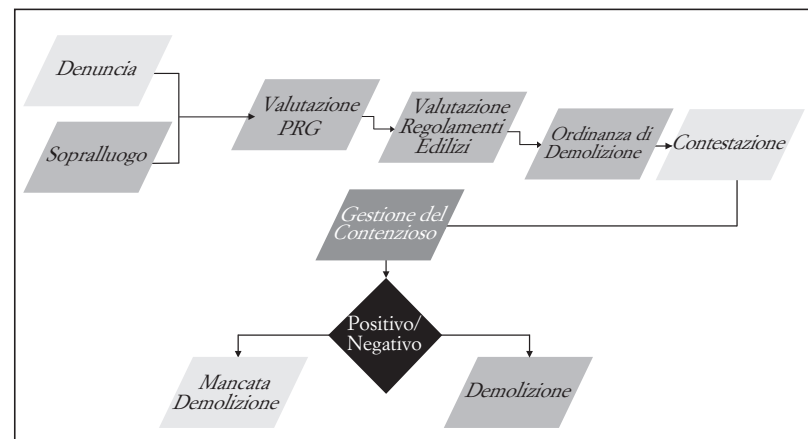 Denuncia
Sopralluogo
Valutazione
PRG
Valutazione
Regolamenti
Edilizi
Ordinanza di
Demolizione
Contestazione
Gestione del
Contenzioso
Positivo/
Negativo
Mancata
Demolizione
Demolizione